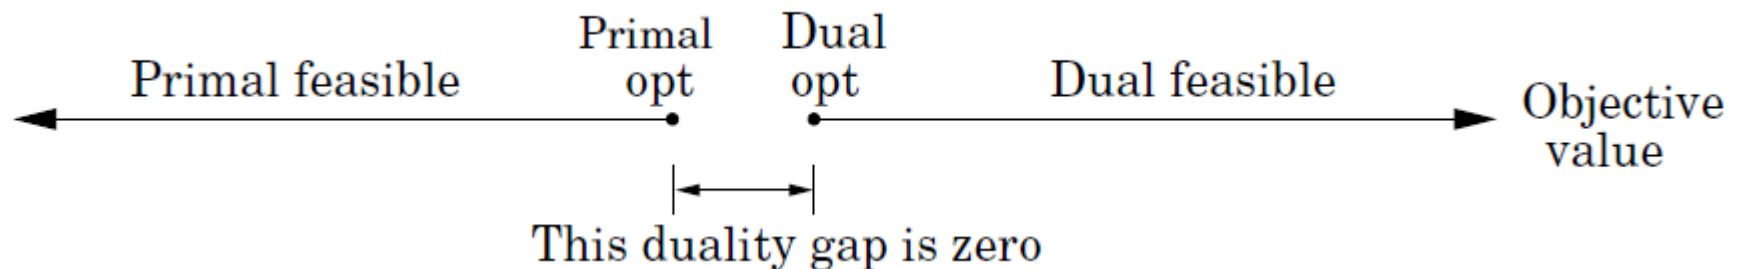 Primal feasible
Primal
opt
Dual
opt
Dual feasible
Objective
value
This duality gap is zero